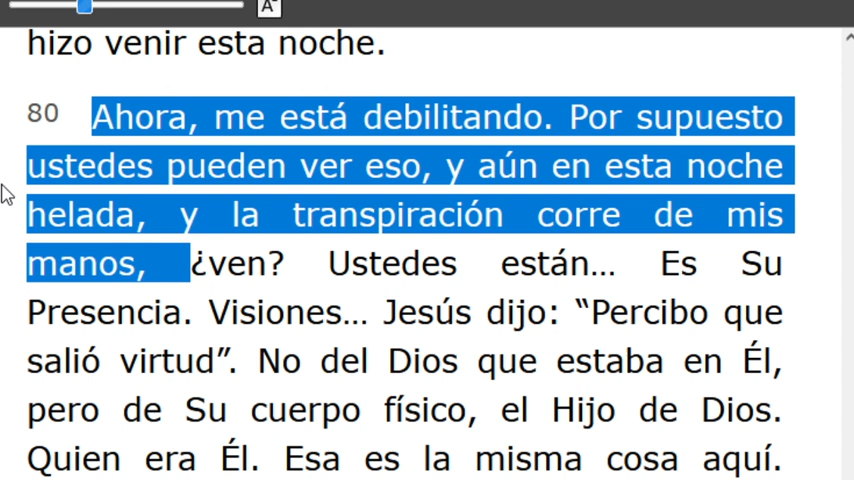 A
hizo venir esta noche.
80 Ahora, me está debilitando. Por supuesto
ustedes pueden ver eso, y aún en esta noche
helada, y la transpiración corre de mis
manos, ¿ven? Ustedes están... Es Su
Presencia. Visiones... Jesús dijo: “Percibo que
salió virtud”. No del Dios que estaba en Él,
pero de Su cuerpo físico, el Hijo de Dios.
Quien era Él. Esa es la misma cosa aquí.